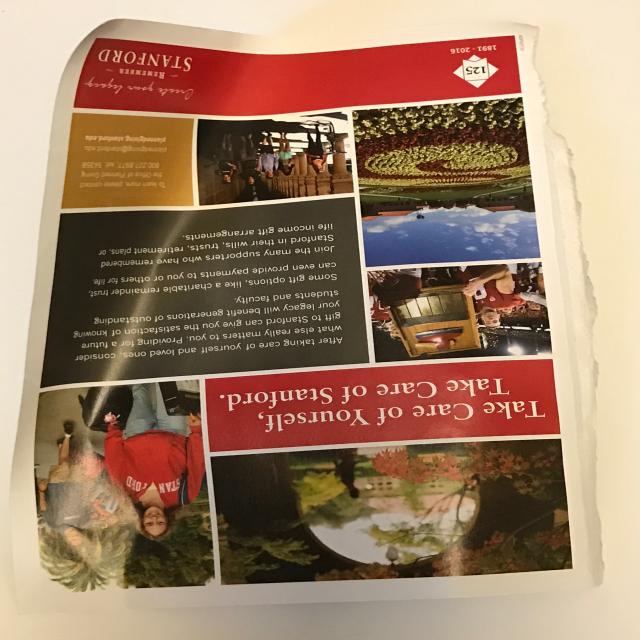 STANFORD
Take Care of Yourself,
Take Care of Stanford.
After taking care of yourself and loved ones, consider
what else really matters to you. Providing for a future
gift to Stanford can give you the satisfaction of knowing
your legacy will benefit generations of outstanding
students and faculty.
Some gift options, like a charitable remainder trust,
can even provide payments to you or others for life.
Join the many supporters who have remembered
Stanford in their wills, trusts, retirement plans, or
life income gift arrangements.
To learn more, please contact
the Office of Planned Giving
800.227.8977, ext. 54358
plannedgiving@stanford.edu
plannedgiving.stanford.edu
125
1891 - 2016
Create your legacy
REMEMBER
STANFORD